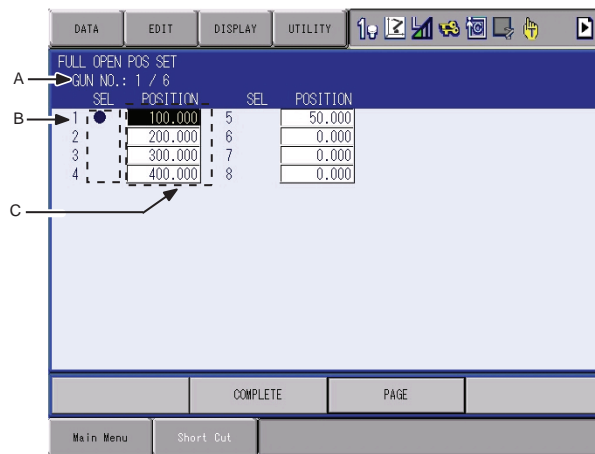 DATA EDIT DISPLAY UTILITY
FULL OPEN POS SET
A GUN NO.: 1 / 6
SEL POSITION SEL POSITION
B 1 100.000 5 50.000
2 200.000 6 0.000
3 300.000 7 0.000
4 400.000 8 0.000
C
COMPLETE PAGE
Main Menu Short Cut